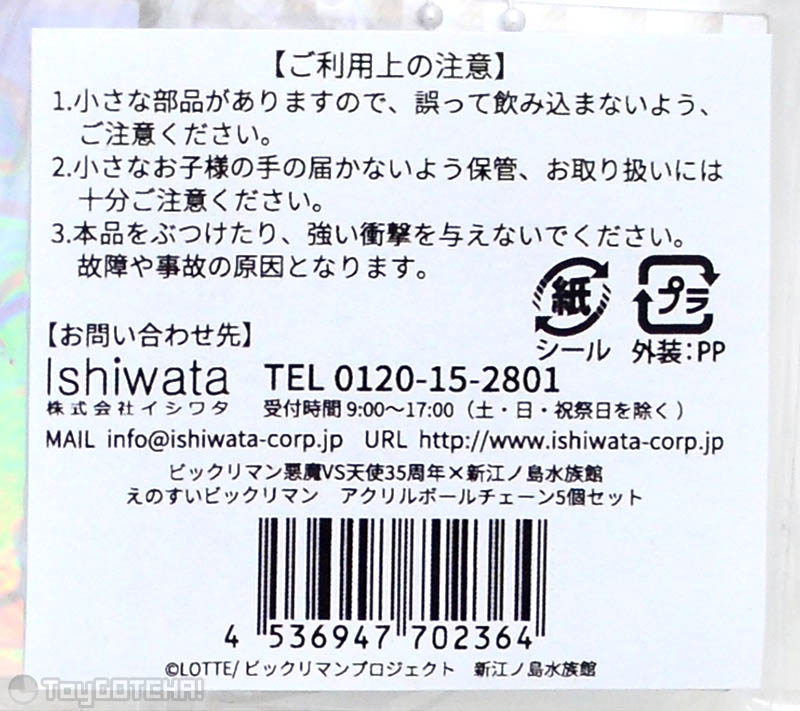 【ご利用上の注意】
1.小さな部品がありますので、誤って飲み込まないよう、
ご注意ください。
2.小さなお子様の手の届かないよう保管、お取り扱いには
十分ご注意ください。
3.本品をぶつけたり、強い衝撃を与えないでください。
故障や事故の原因となります。
紙
シール
プラ
外装:PP
【お問い合わせ先】
Ishiwata
株式会社イシワタ
TEL 0120-15-2801
受付時間 9:00〜17:00（土・日・祝祭日を除く）
MAIL info@ishiwata-corp.jp URL http://www.ishiwata-corp.jp
ビックリマン悪魔VS天使35周年×新江ノ島水族館
えのすいビックリマン アクリルボールチェーン5個セット
4 536947 702364
©LOTTE/ビックリマンプロジェクト 新江ノ島水族館
ToyGOTCHA!